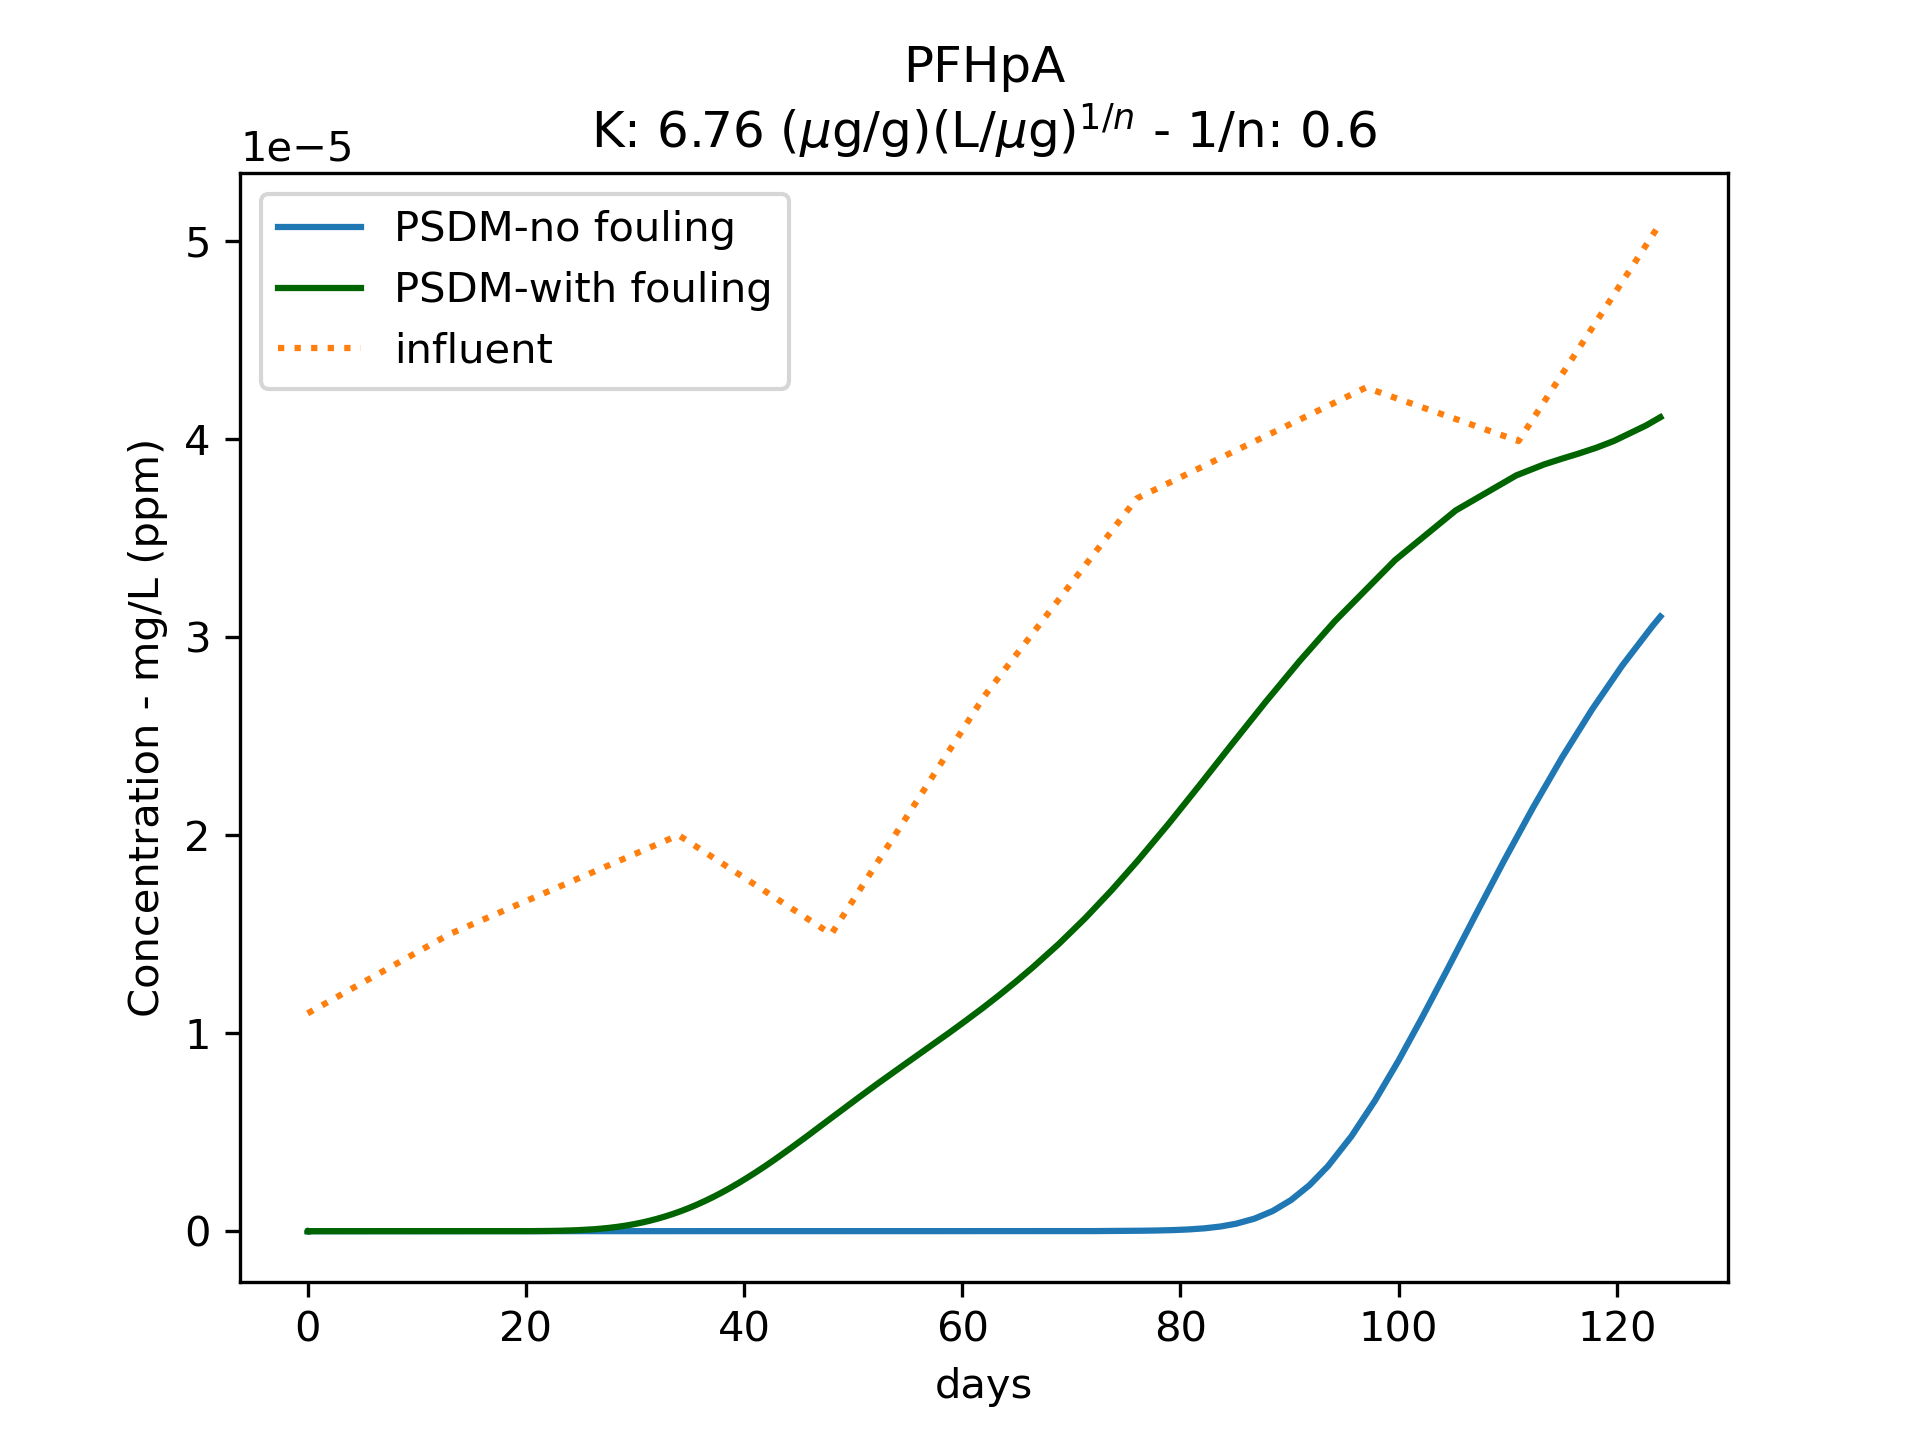 PFHpA
K: 6.76 (μg/g)(L/μg)^{1/n} - 1/n: 0.6
1e−5
PSDM-no fouling
PSDM-with fouling
influent
5
4
3
2
1
0
Concentration - mg/L (ppm)
0 20 40 60 80 100 120
days